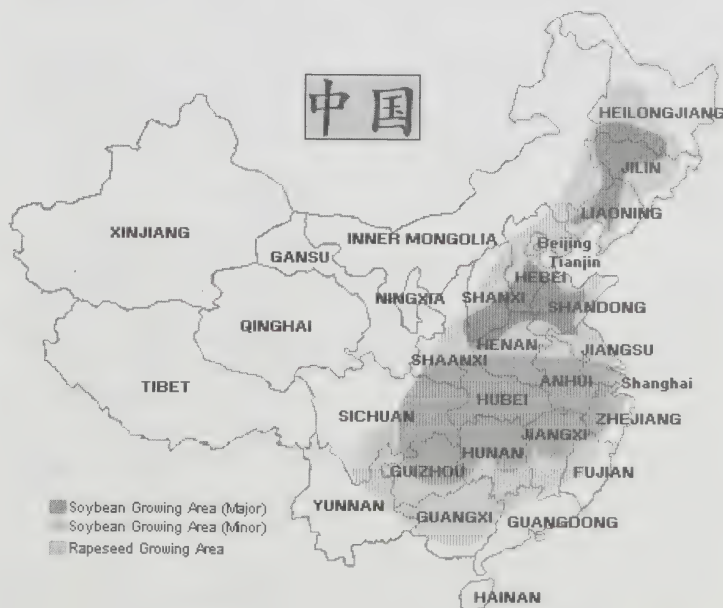 中国
HEILONGJIANG
JILIN
LIAONING
XINJIANG
INNER MONGOLIA
Beijing
GANSU
Tianjin
HEBEI
NINGXIA
SHANXI
SHANDONG
QINGHAI
HENAN
JIANGSU
SHAANXI
TIBET
ANHUI
Shanghai
HUBEI
SICHUAN
ZHEJIANG
JIANGXI
HUNAN
GUIZHOU
FUJIAN
YUNNAN
GUANGXI
GUANGDONG
HAINAN
Soybean Growing Area (Major)
Soybean Growing Area (Minor)
Rapeseed Growing Area